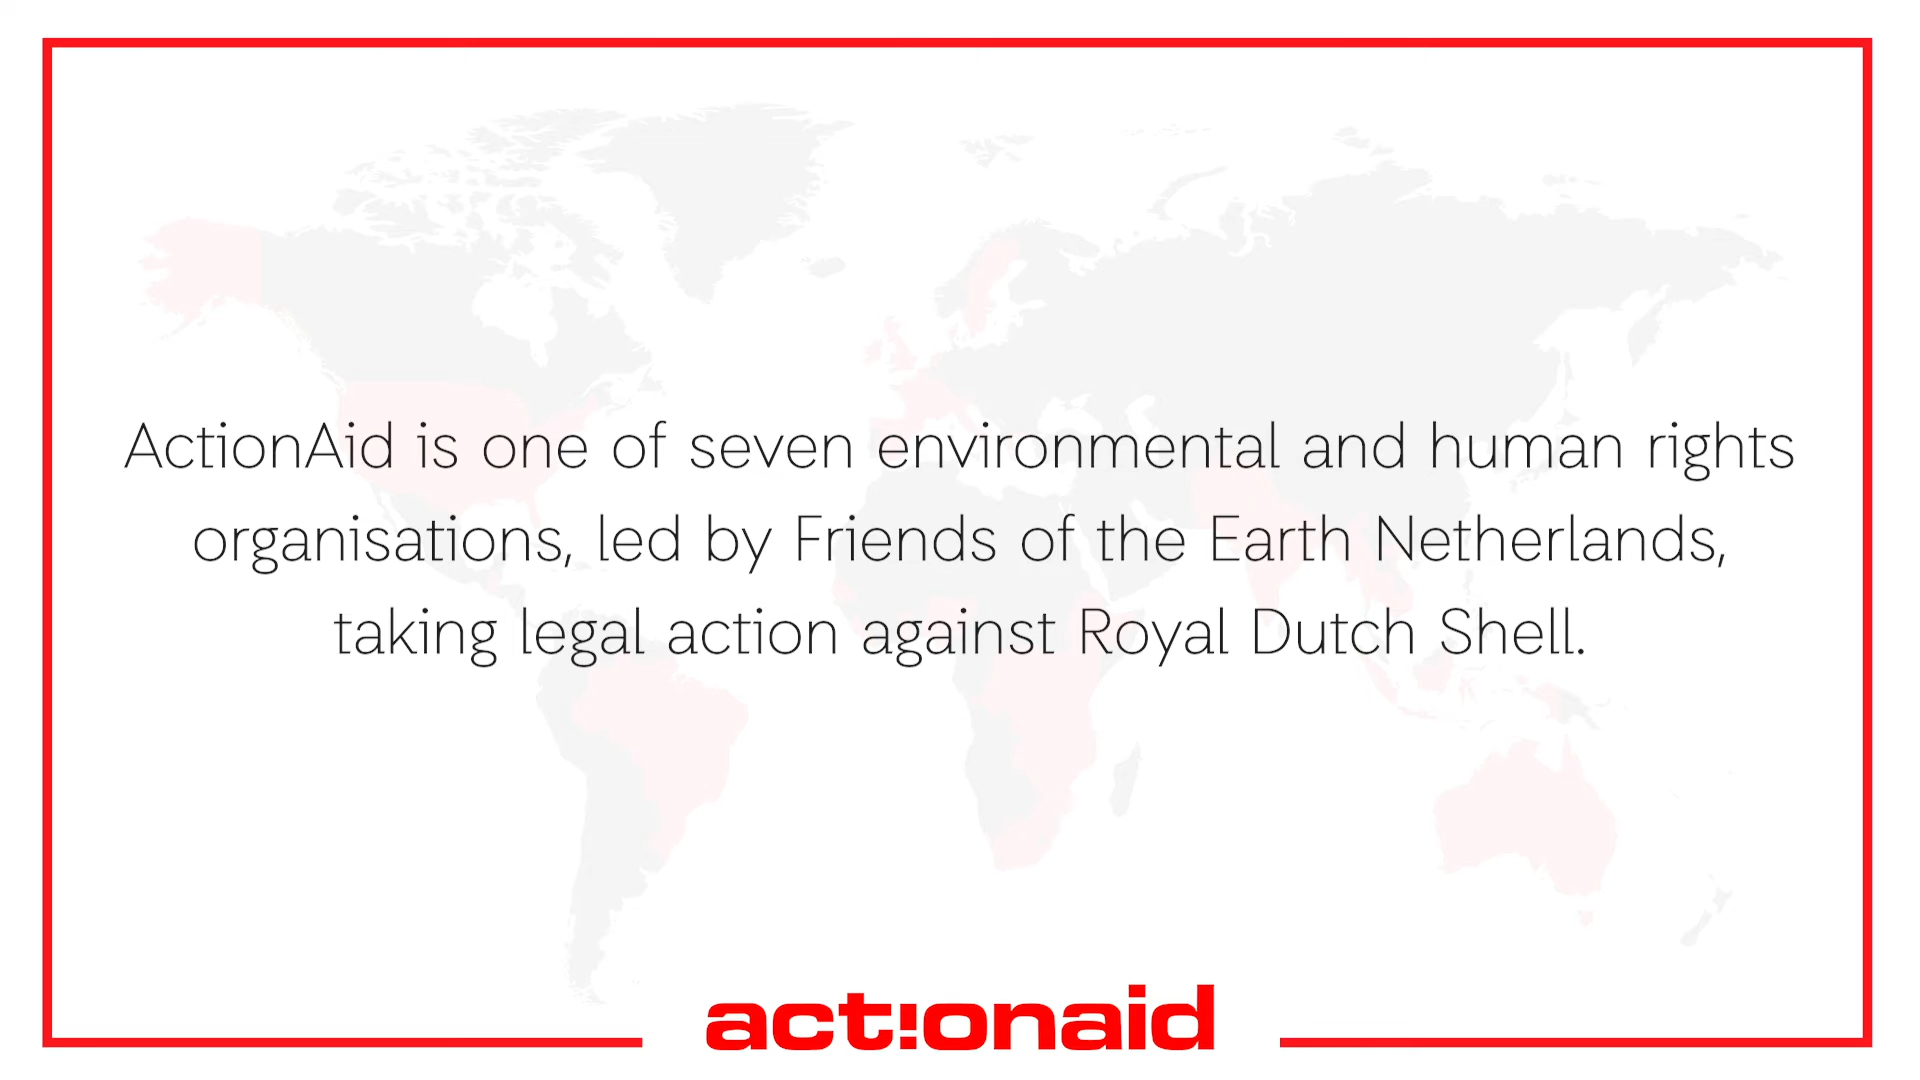 ActionAid is one of seven environmental and human rights
organisations, led by Friends of the Earth Netherlands,
taking legal action against Royal Dutch Shell.
act!onaid